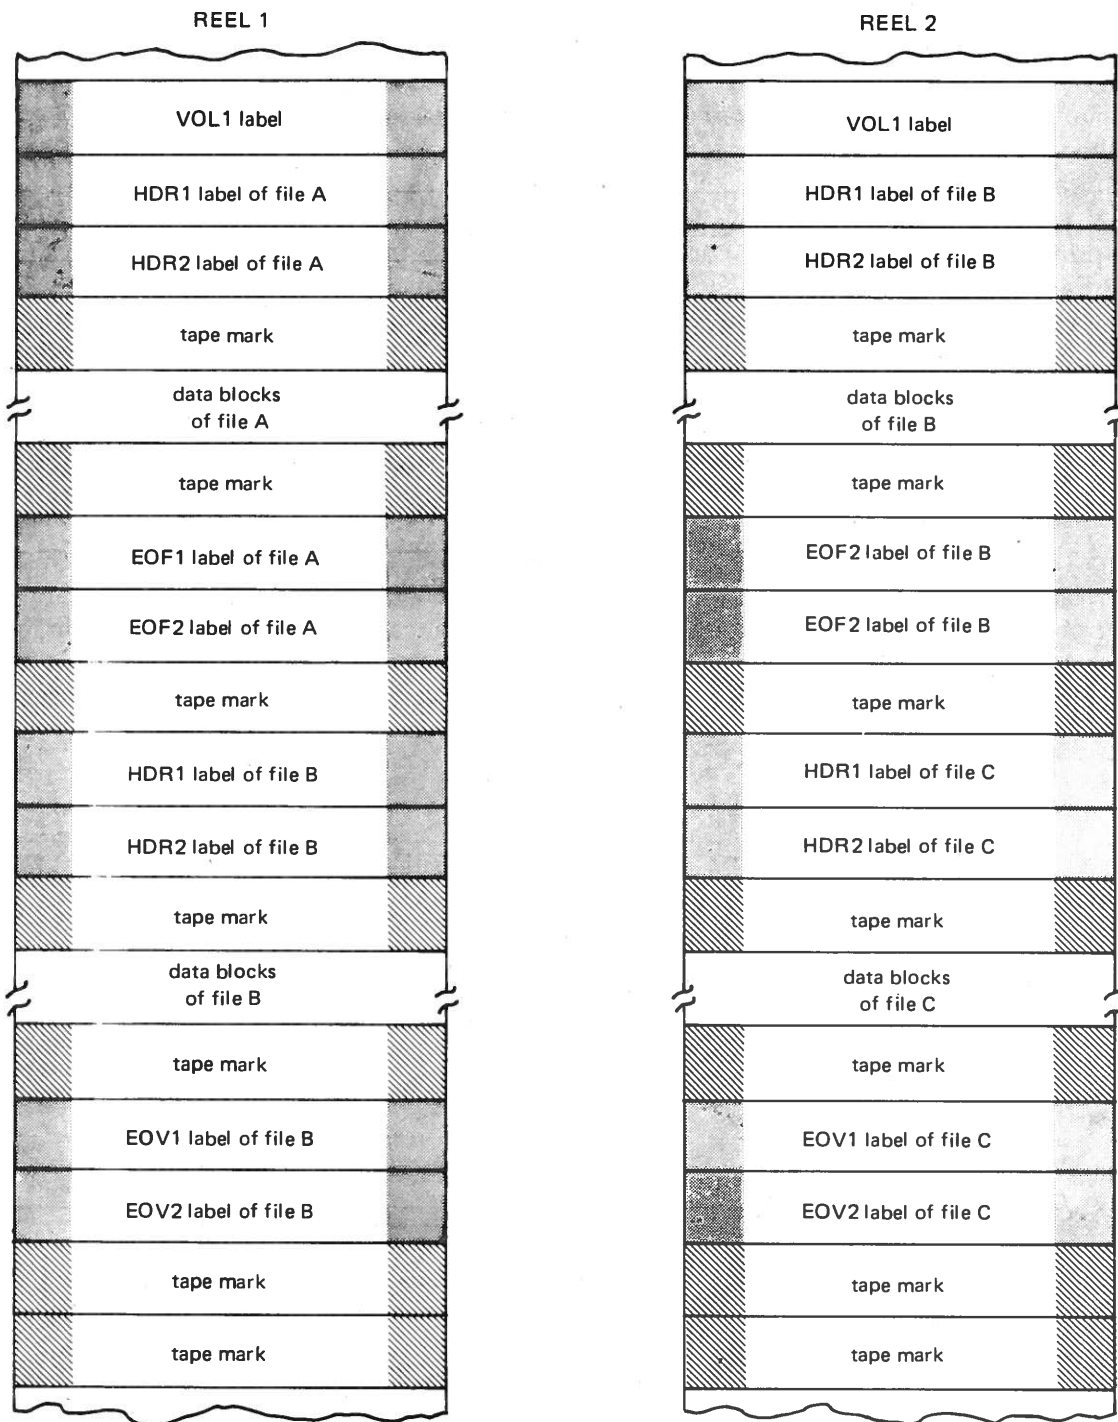 REEL 1
VOL1 label
HDR1 label of file A
HDR2 label of file A
tape mark
data blocks
of file A
tape mark
EOF1 label of file A
EOF2 label of file A
tape mark
HDR1 label of file B
HDR2 label of file B
tape mark
data blocks
of file B
tape mark
EOV1 label of file B
EOV2 label of file B
tape mark
tape mark
REEL 2
VOL1 label
HDR1 label of file B
HDR2 label of file B
tape mark
data blocks
of file B
tape mark
EOF2 label of file B
EOF2 label of file B
tape mark
HDR1 label of file C
HDR2 label of file C
tape mark
data blocks
of file C
tape mark
EOV1 label of file C
EOV2 label of file C
tape mark
tape mark